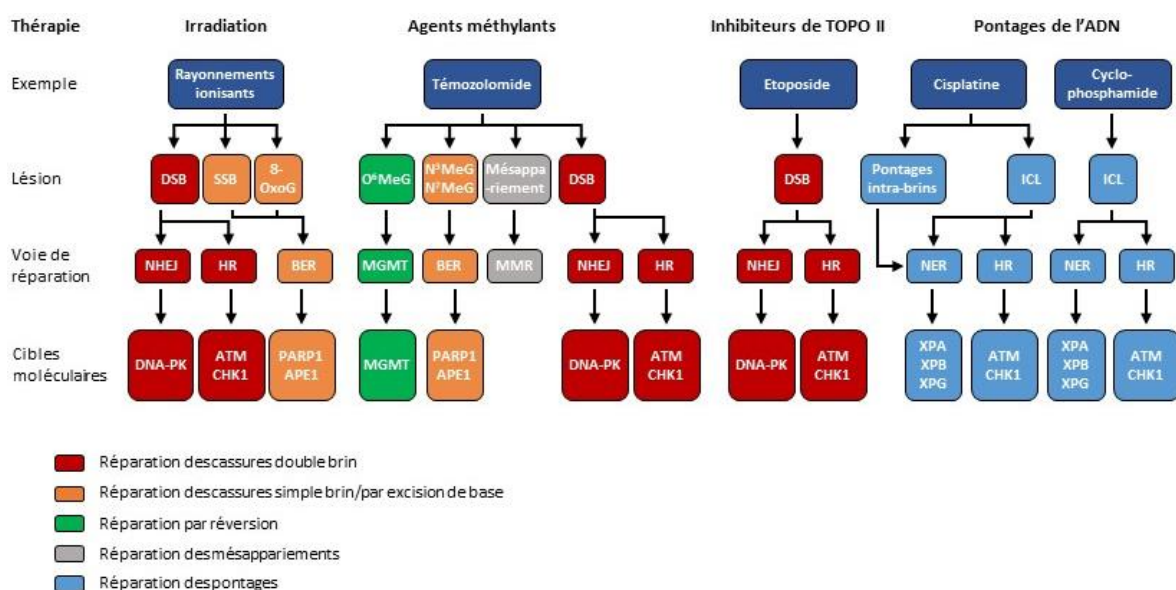 Thérapie
Irradiation
Agents méthylants
Inhibiteurs de TOPO II
Pontages de l'ADN
Exemple
Rayonnements
ionisants
Témozolomide
Etoposide
Cisplatine
Cyclo-
phosphamide
Lésion
DSB
SSB
8-
OxoG
O⁶MeG
N³MeG
N⁷MeG
Mésappa
-riement
DSB
DSB
Pontages
intra-brins
ICL
ICL
Voie de
réparation
NHEJ
HR
BER
MGMT
BER
MMR
NHEJ
HR
NHEJ
HR
NER
HR
NER
HR
Cibles
moléculaires
DNA-PK
ATM
CHK1
PARP1
APE1
MGMT
PARP1
APE1
DNA-PK
ATM
CHK1
DNA-PK
ATM
CHK1
XPA
XPB
XPG
ATM
CHK1
XPA
XPB
XPG
ATM
CHK1
Réparation descassures double brin
Réparation descassures simple brin/par excision de base
Réparation par réversion
Réparation desmésappariements
Réparation despontages